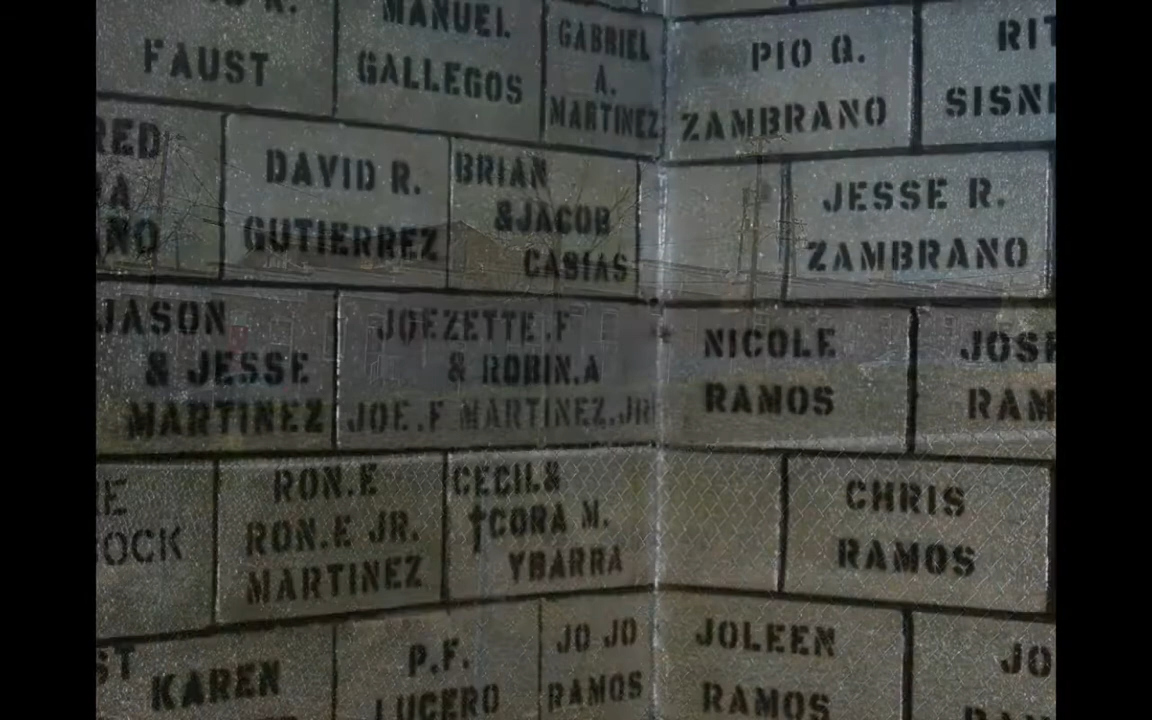 FAUST
MANUEL
GALLEGOS
GABRIEL
A.
MARTINEZ
PIO Q.
ZAMBRANO
DAVID R.
GUTIERREZ
BRIAN
&JACOB
CASIAS
JESSE R.
ZAMBRANO
JASON
& JESSE
MARTINEZ
JOEZETTE.F
& ROBIN.A
JOE.F MARTINEZ.JR
NICOLE
RAMOS
RON.E
RON.E JR.
MARTINEZ
CECIL&
†CORA M.
YBARRA
CHRIS
RAMOS
KAREN
P.F.
LUCERO
JO JO
RAMOS
JOLEEN
RAMOS